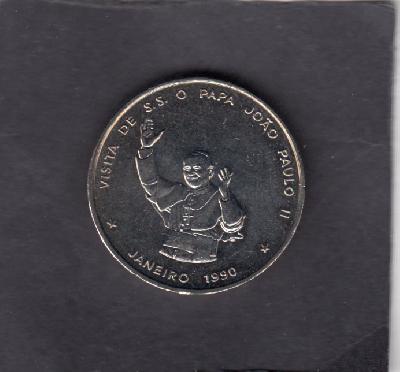 VISITA DE S.S. O PAPA JOÃO PAULO II
JANEIRO 1990